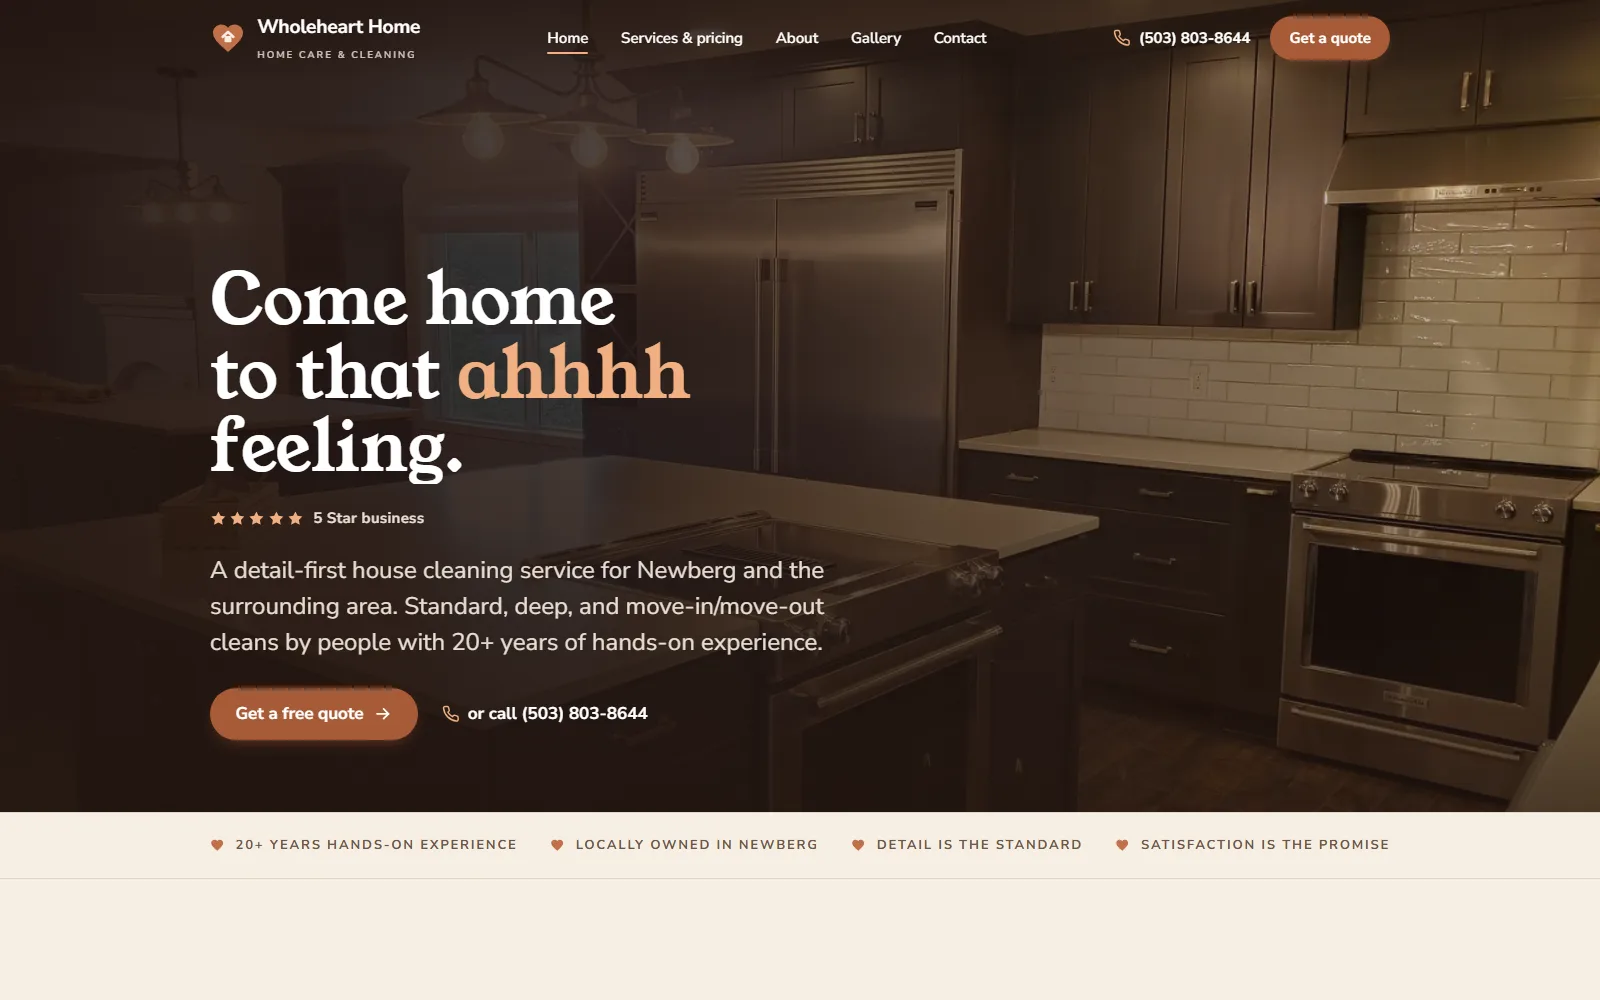 Wholeheart Home
HOME CARE & CLEANING
Home
Services & pricing
About
Gallery
Contact
(503) 803-8644
Get a quote
Come home
to that ahhhh
feeling.
5 Star business
A detail-first house cleaning service for Newberg and the
surrounding area. Standard, deep, and move-in/move-out
cleans by people with 20+ years of hands-on experience.
Get a free quote
or call (503) 803-8644
20+ YEARS HANDS-ON EXPERIENCE
LOCALLY OWNED IN NEWBERG
DETAIL IS THE STANDARD
SATISFACTION IS THE PROMISE